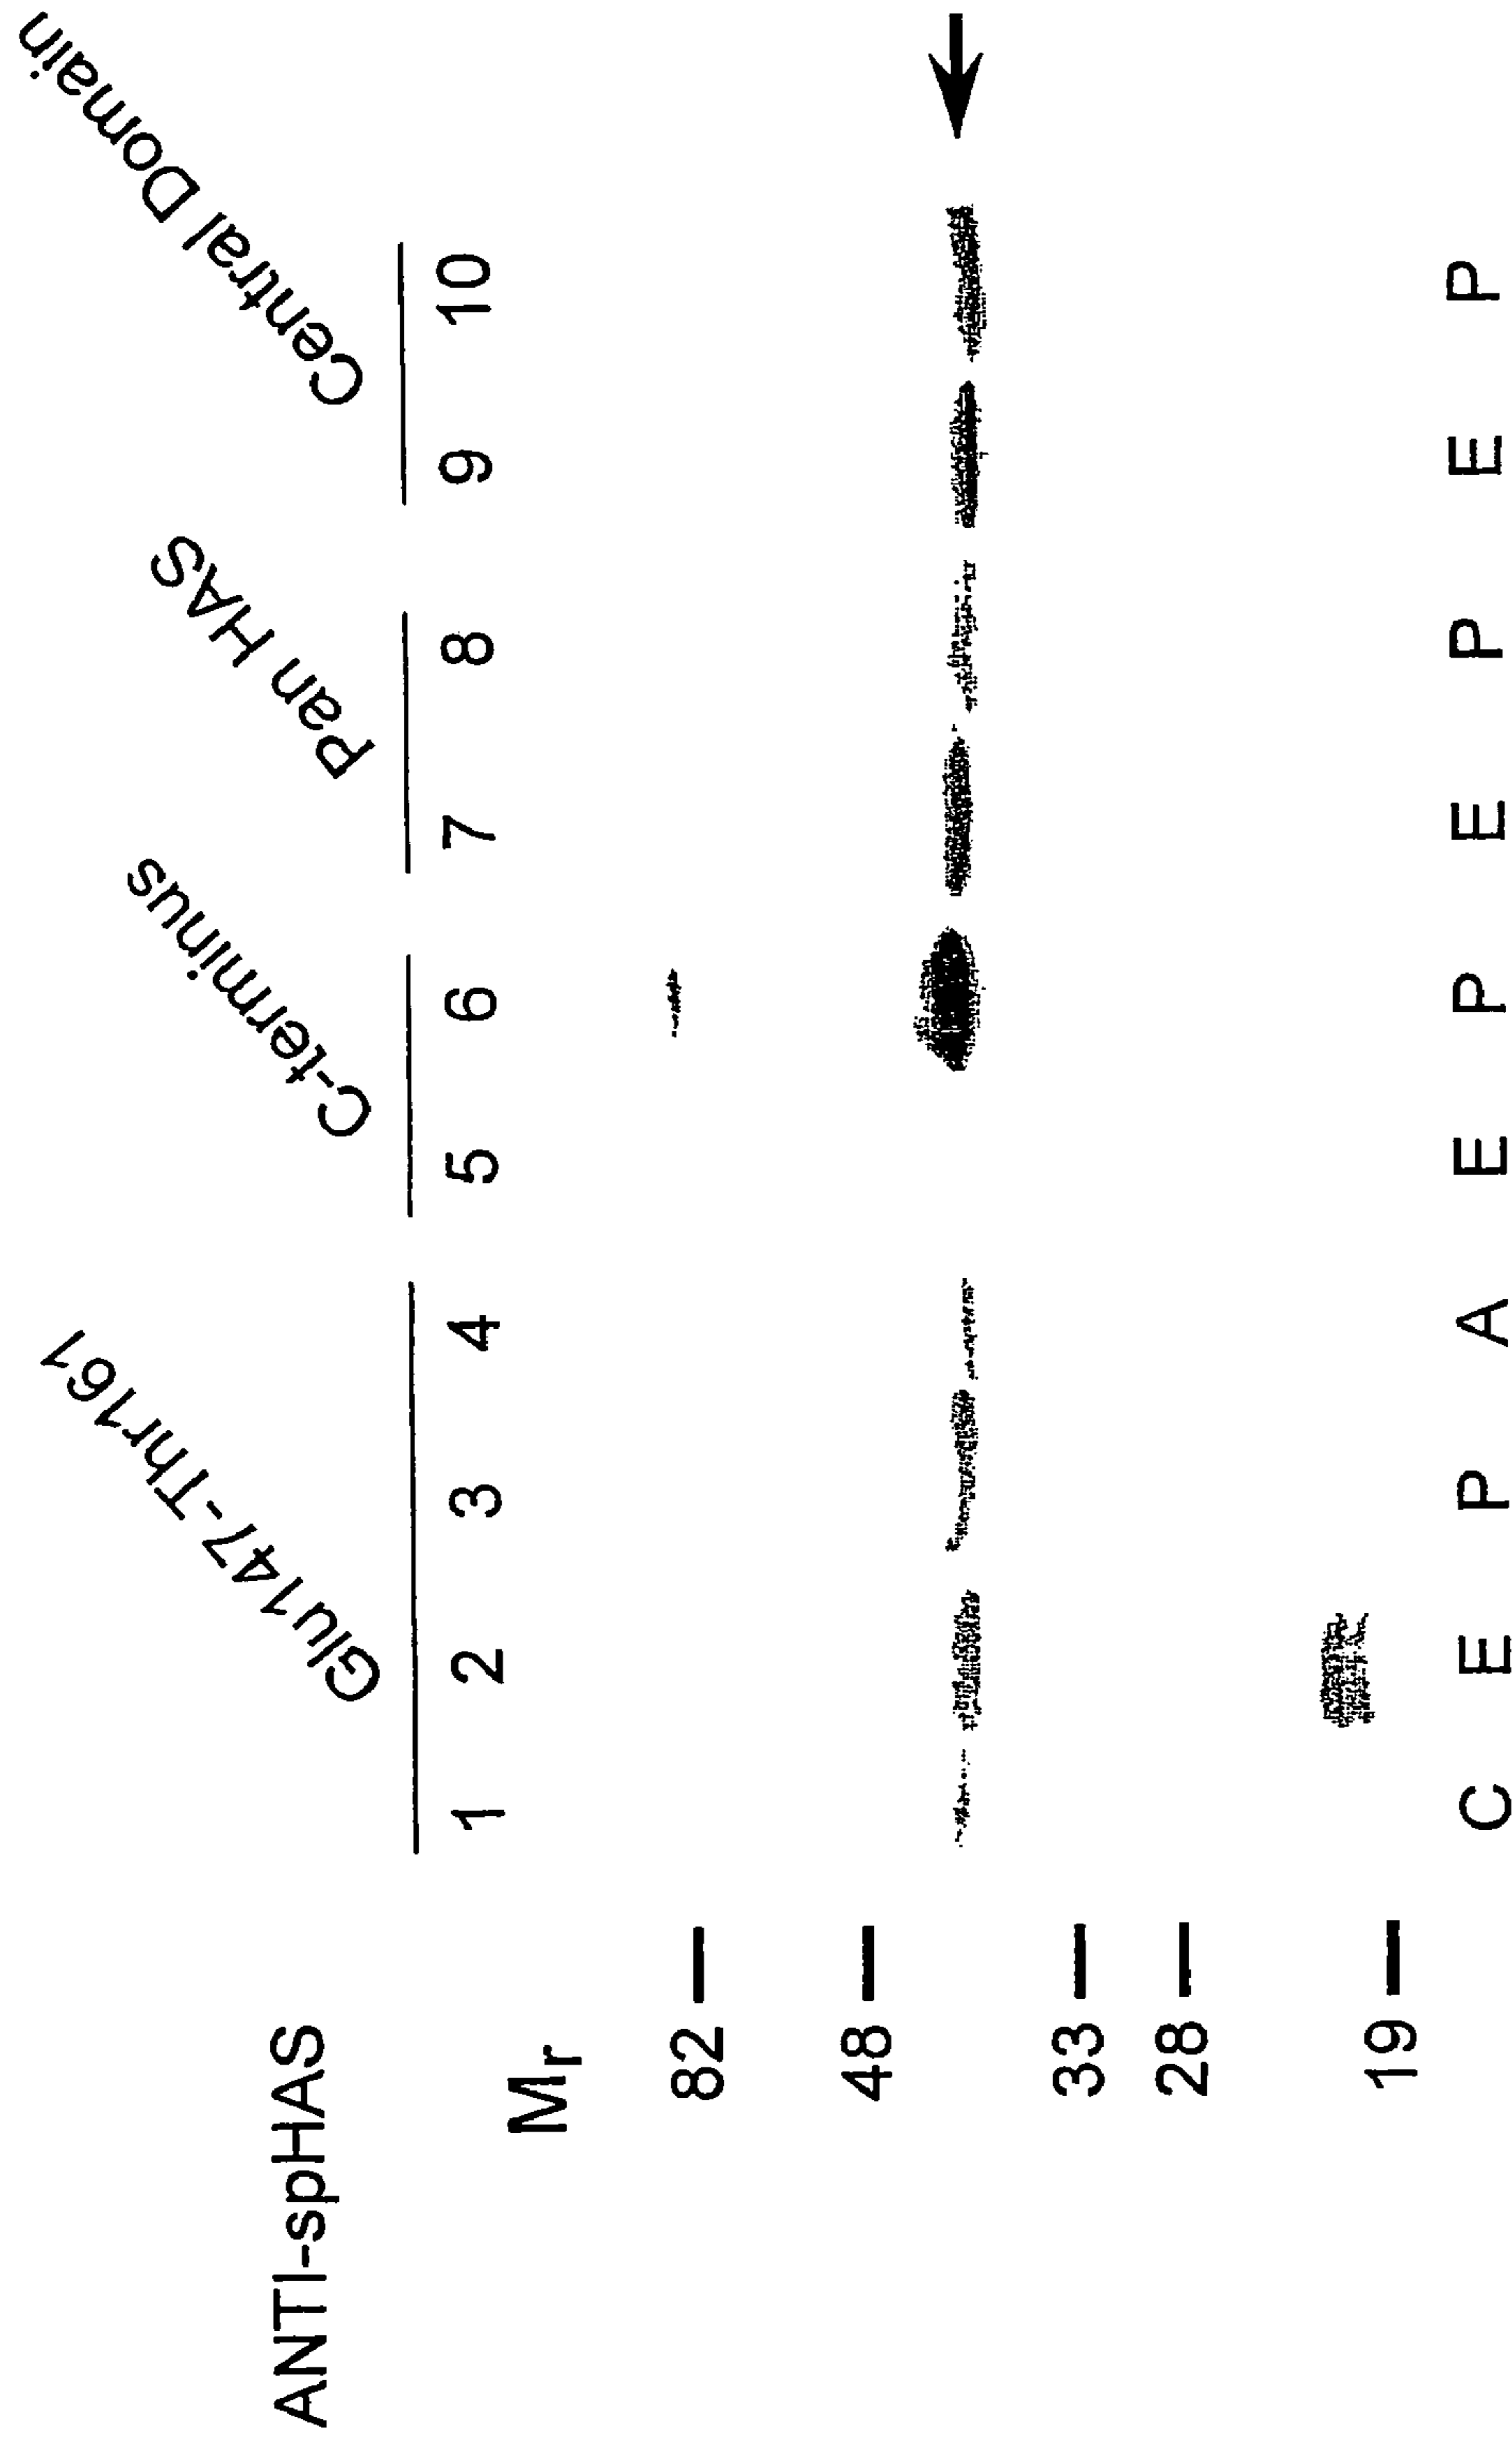 ANTI-spHAS
Glu147-Thr161
C-terminus
Pan HAS
Central Domain
Mr 1 2 3 4 5 6 7 8 9 10
82
48
33
28
19
C E P A E P E P E P